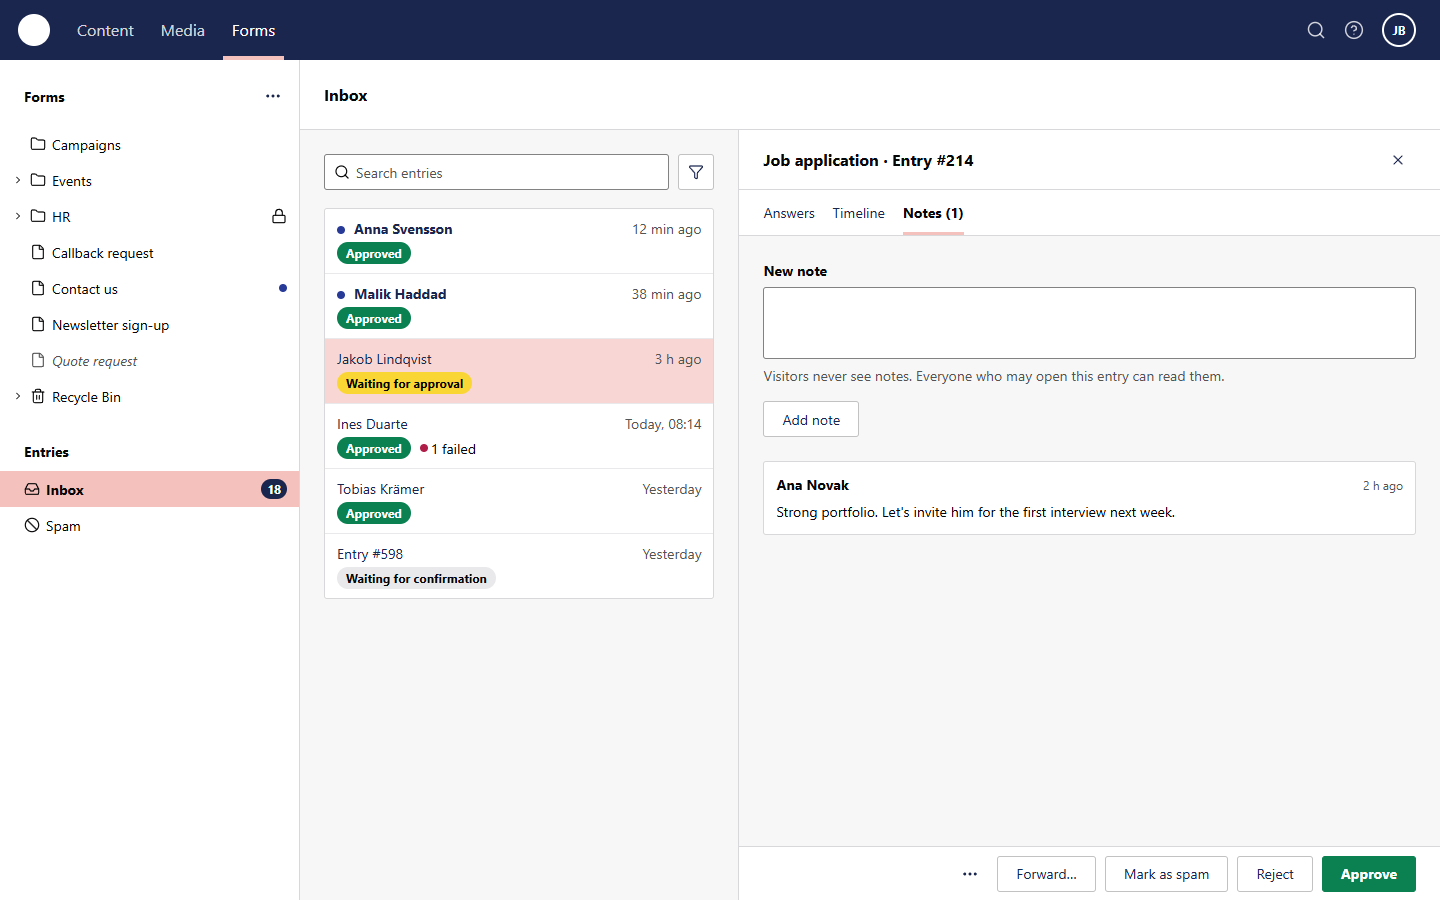 Content Media Forms
JB
Forms
Campaigns
Events
HR
Callback request
Contact us
Newsletter sign-up
Quote request
Recycle Bin
Entries
Inbox 18
Spam
Inbox
Search entries
Anna Svensson 12 min ago
Approved
Malik Haddad 38 min ago
Approved
Jakob Lindqvist 3 h ago
Waiting for approval
Ines Duarte Today, 08:14
Approved 1 failed
Tobias Krämer Yesterday
Approved
Entry #598 Yesterday
Waiting for confirmation
Job application · Entry #214
Answers Timeline Notes (1)
New note
Visitors never see notes. Everyone who may open this entry can read them.
Add note
Ana Novak 2 h ago
Strong portfolio. Let's invite him for the first interview next week.
Forward... Mark as spam Reject Approve